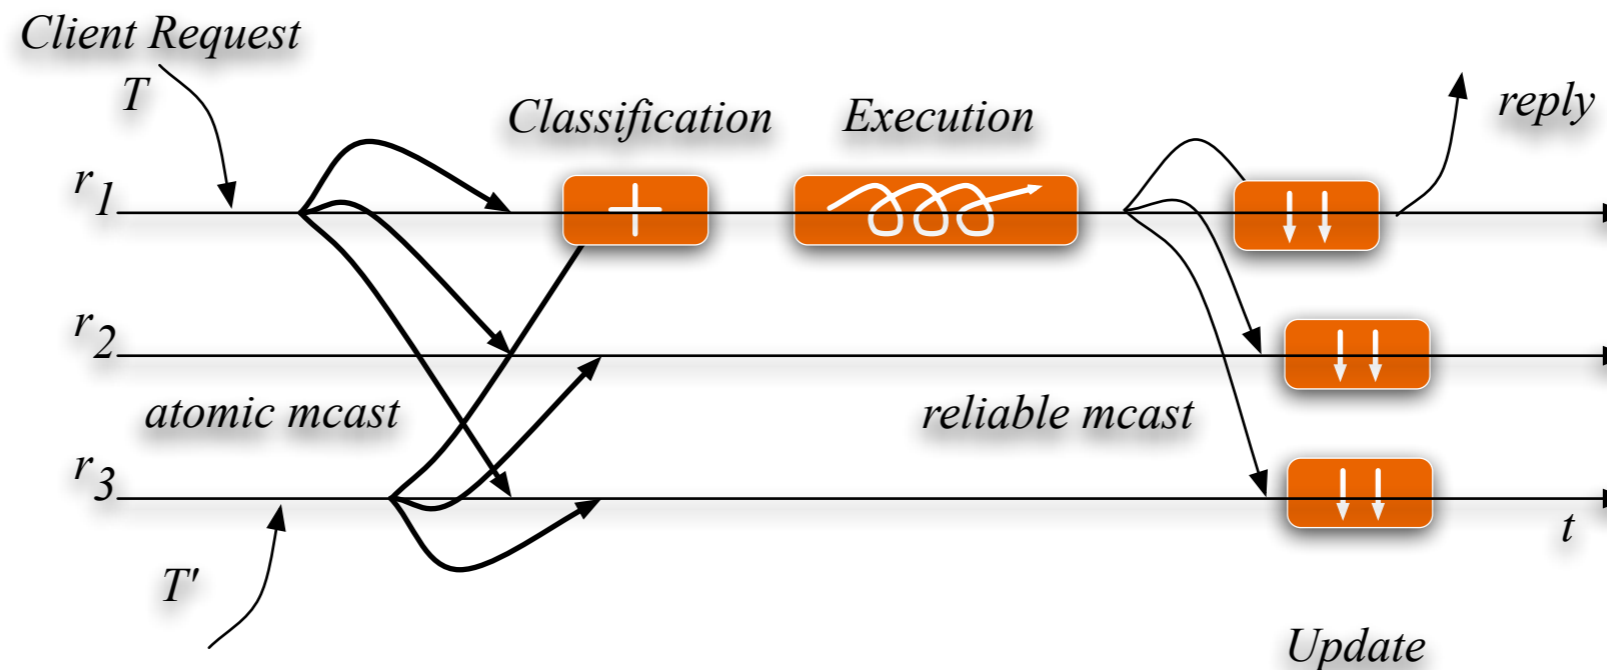 Client Request
T
Classification
Execution
reply
r1
r2
atomic mcast
reliable mcast
r3
t
T'
Update